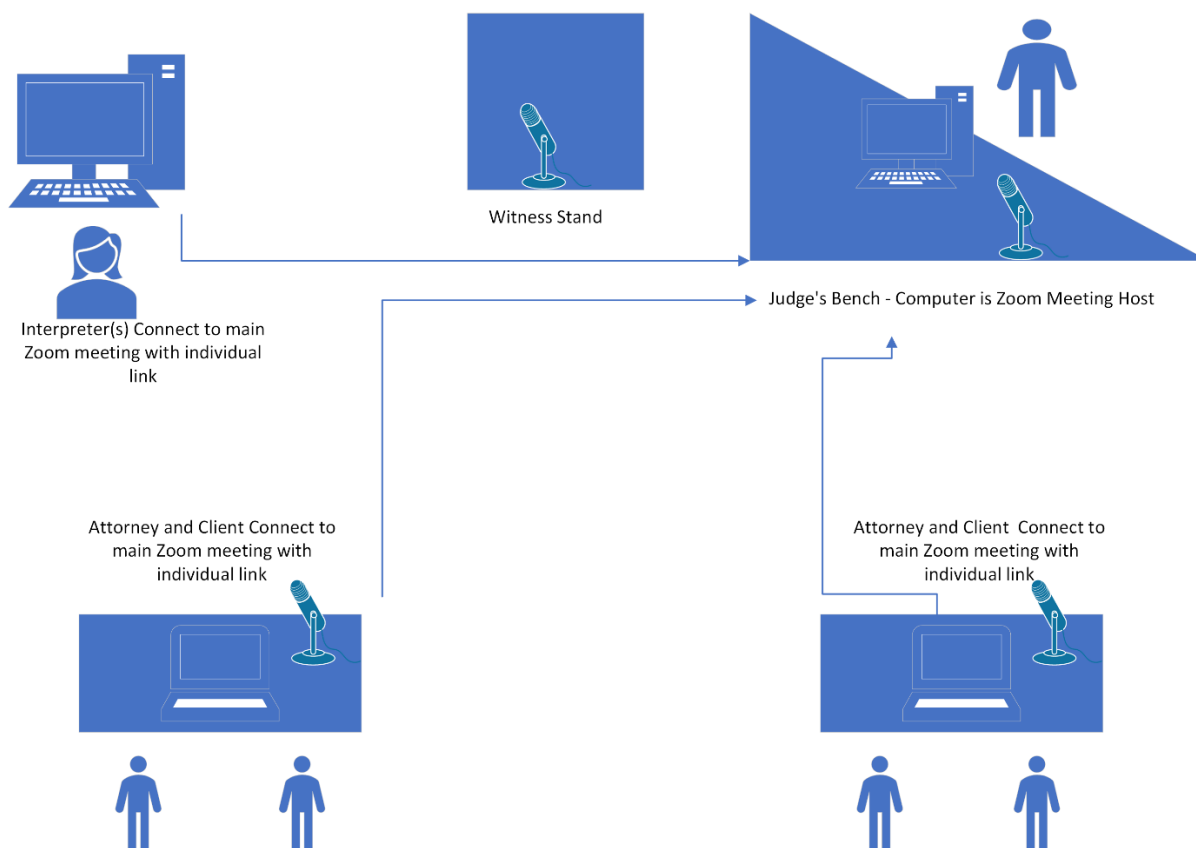 Witness Stand
Judge's Bench - Computer is Zoom Meeting Host
Interpreter(s) Connect to main
Zoom meeting with individual
link
Attorney and Client Connect to
main Zoom meeting with
individual link
Attorney and Client  Connect to
main Zoom meeting with
individual link